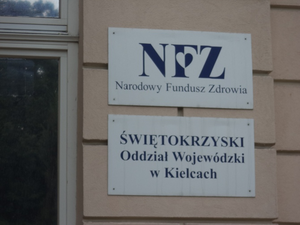 NFZ
Narodowy Fundusz Zdrowia
ŚWIĘTOKRZYSKI
Oddział Wojewódzki
w Kielcach